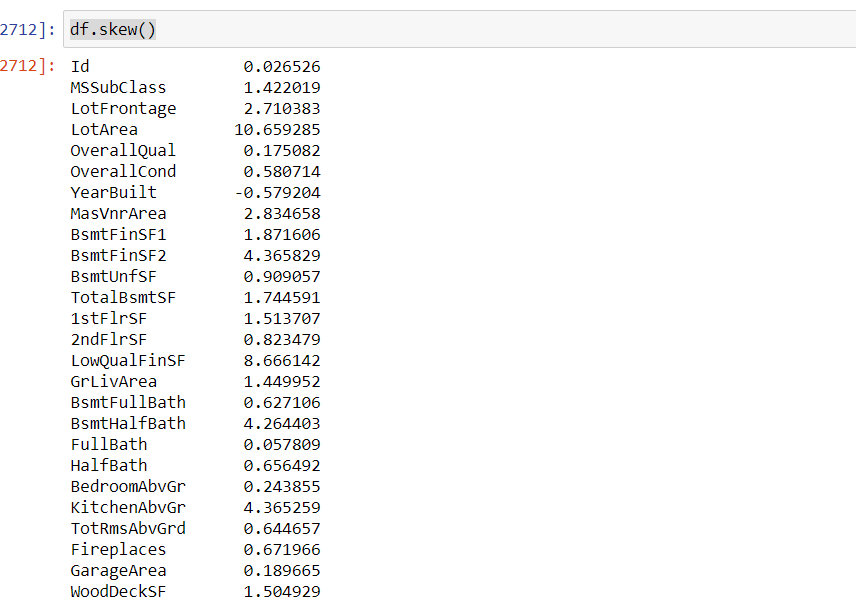 2712]: df.skew()
2712]: Id 0.026526
MSSubClass 1.422019
LotFrontage 2.710383
LotArea 10.659285
OverallQual 0.175082
OverallCond 0.580714
YearBuilt -0.579204
MasVnrArea 2.834658
BsmtFinSF1 1.871606
BsmtFinSF2 4.365829
BsmtUnfSF 0.909057
TotalBsmtSF 1.744591
1stFlrSF 1.513707
2ndFlrSF 0.823479
LowQualFinSF 8.666142
GrLivArea 1.449952
BsmtFullBath 0.627106
BsmtHalfBath 4.264403
FullBath 0.057809
HalfBath 0.656492
BedroomAbvGr 0.243855
KitchenAbvGr 4.365259
TotRmsAbvGrd 0.644657
Fireplaces 0.671966
GarageArea 0.189665
WoodDeckSF 1.504929